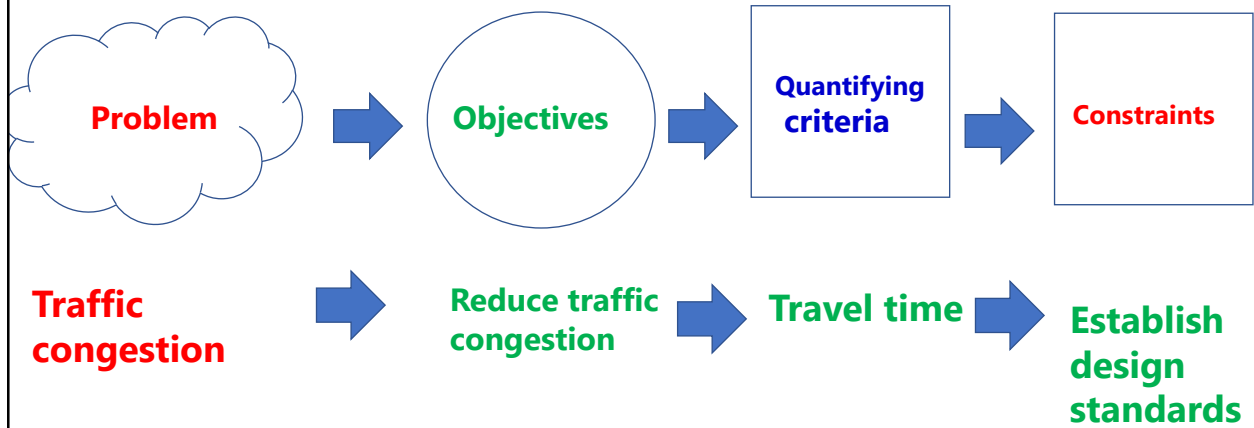 Problem
Objectives
Quantifying
criteria
Constraints
Traffic
congestion
Reduce traffic
congestion
Travel time
Establish
design
standards